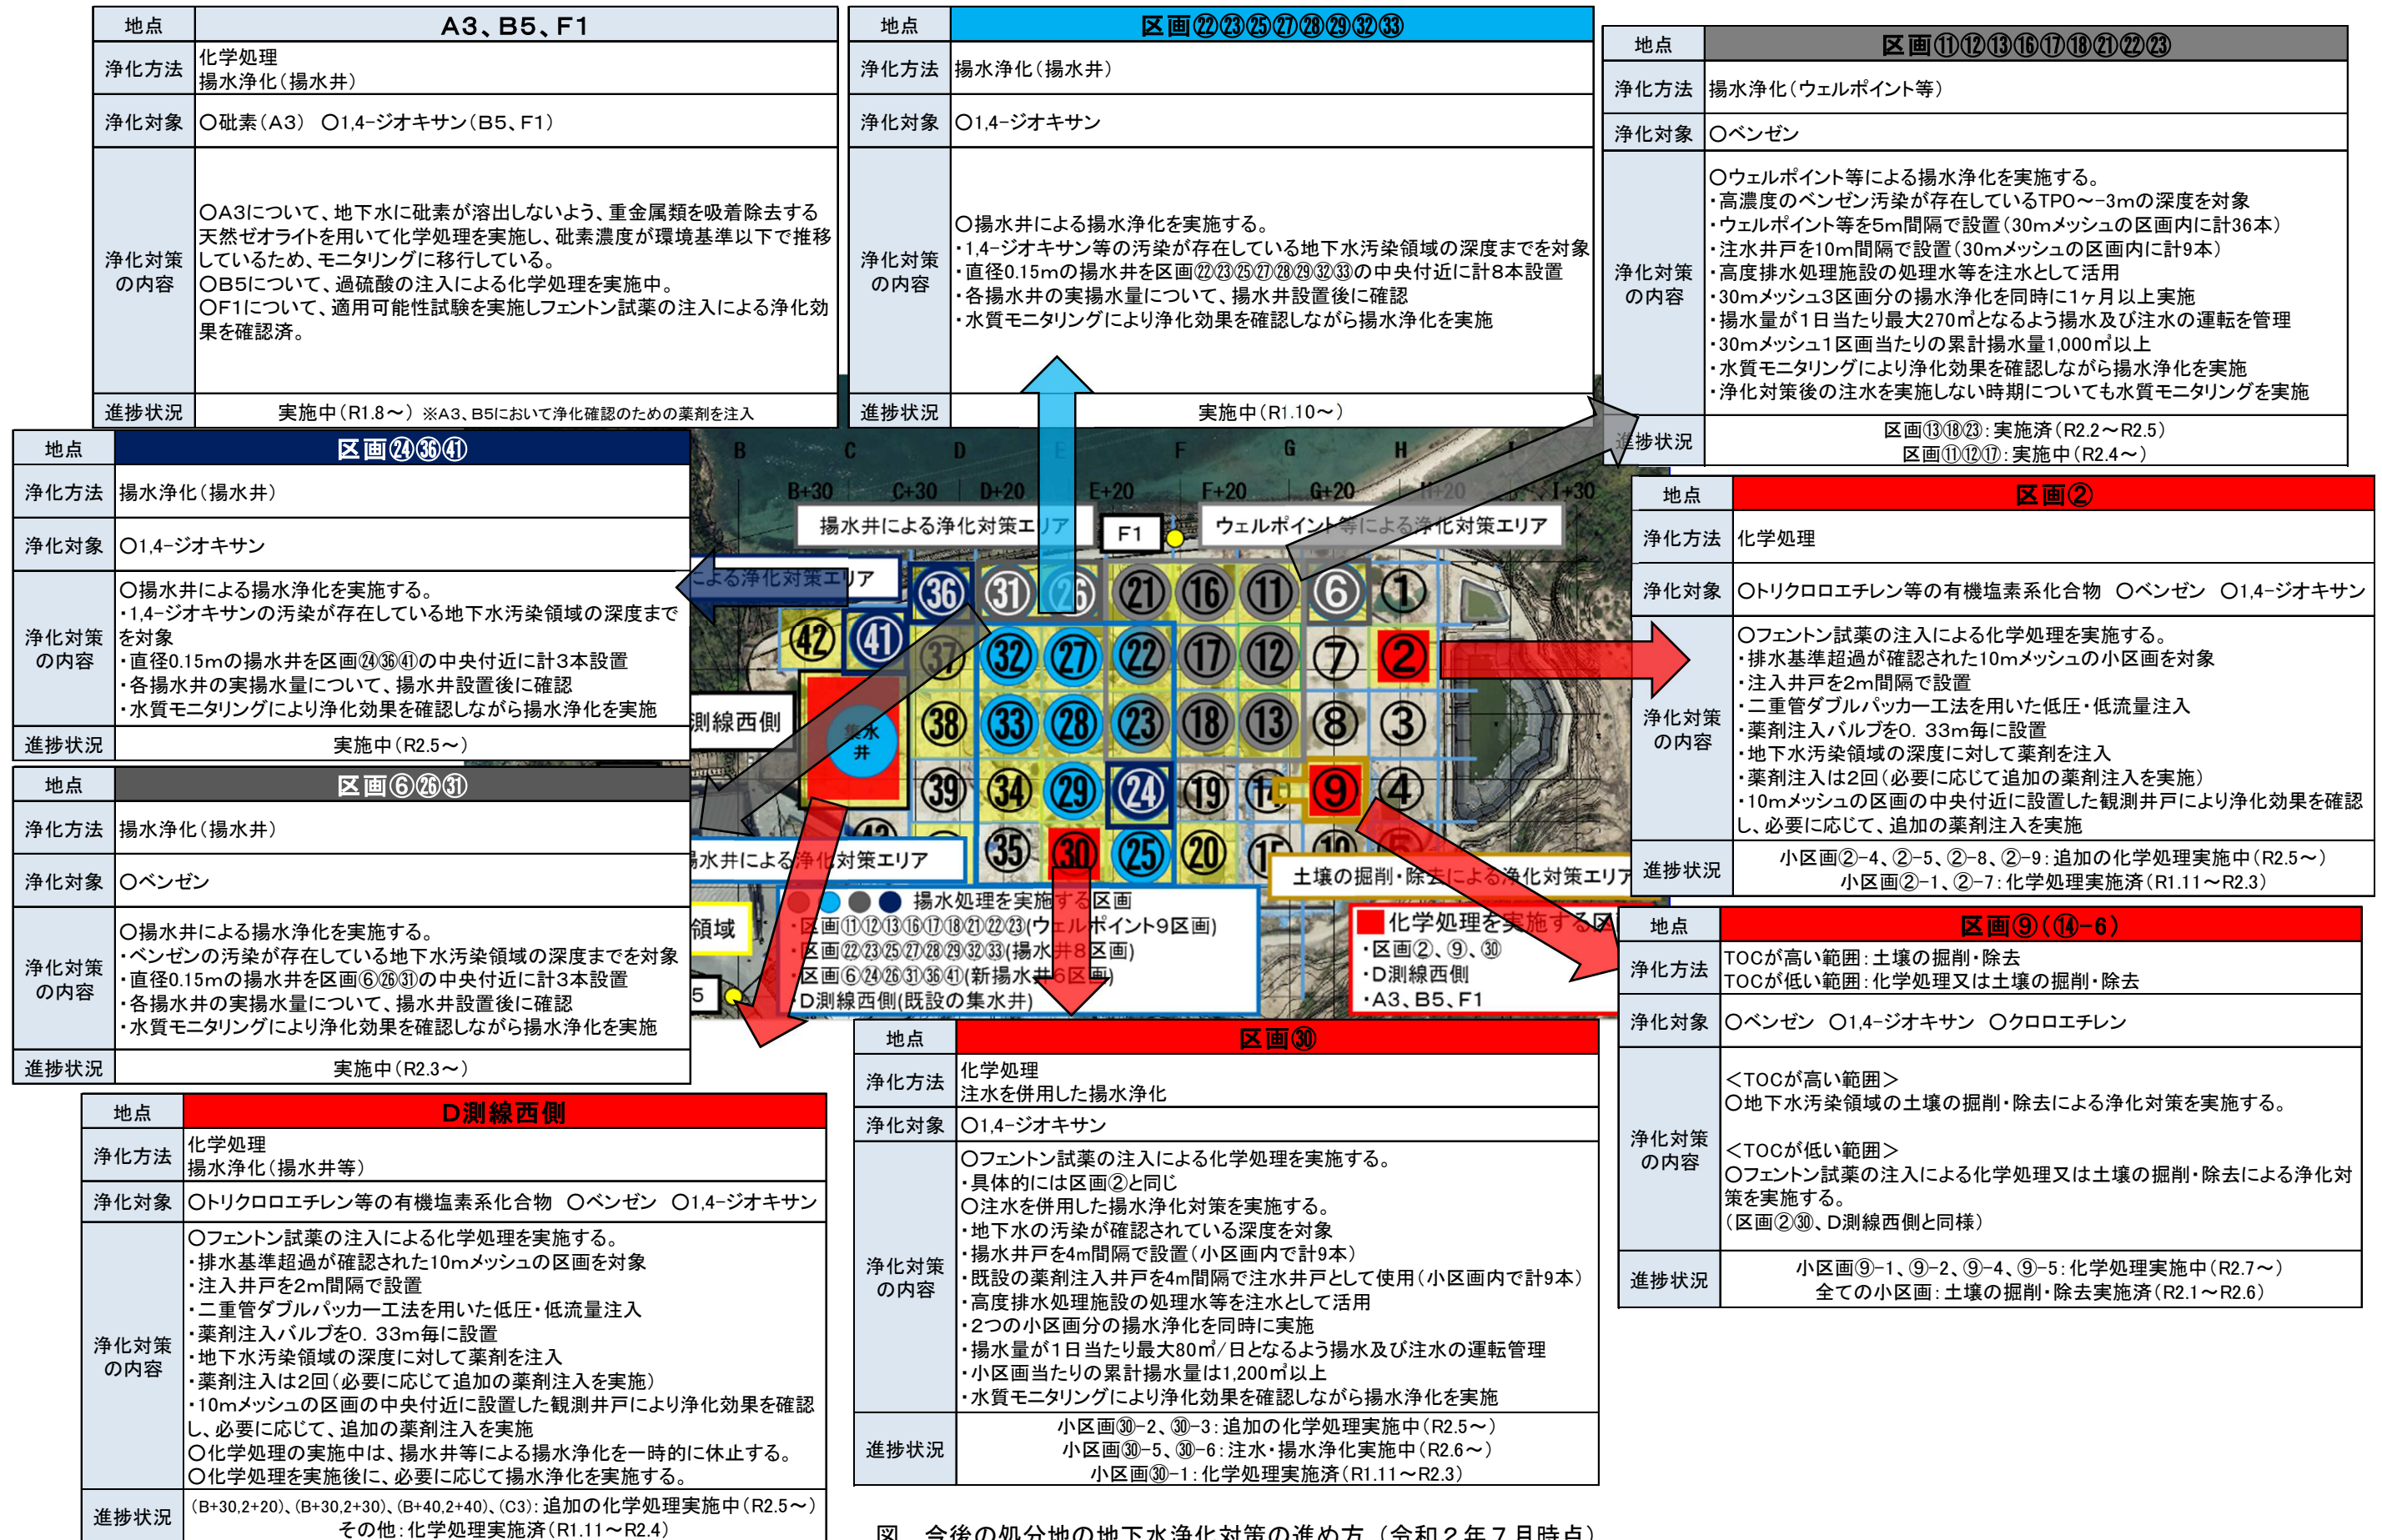 地点 A3、B5、F1
浄化方法 化学処理
揚水浄化（揚水井）
浄化対象 ○砒素（A3） ○1,4-ジオキサン（B5、F1）
浄化対策の内容
○A3について、地下水に砒素が溶出しないよう、重金属類を吸着除去する
天然ゼオライトを用いて化学処理を実施し、砒素濃度が環境基準以下で推移
しているため、モニタリングに移行している。
○B5について、過硫酸の注入による化学処理を実施中。
○F1について、適用可能性試験を実施しフェントン試薬の注入による浄化効
果を確認済。
進捗状況 実施中（R1.8～） ※A3、B5において浄化確認のための薬剤を注入
地点 区画㉒㉓㉕㉗㉘㉙㉜㉝
浄化方法 揚水浄化（揚水井）
浄化対象 ○1,4-ジオキサン
浄化対策の内容
○揚水井による揚水浄化を実施する。
・1,4-ジオキサン等の汚染が存在している地下水汚染領域の深度までを対象
・直径0.15mの揚水井を区画㉒㉓㉕㉗㉘㉙㉜㉝の中央付近に計8本設置
・各揚水井の実揚水量について、揚水井設置後に確認
・水質モニタリングにより浄化効果を確認しながら揚水浄化を実施
進捗状況 実施中（R1.10～）
地点 区画⑪⑫⑬⑯⑰⑱㉑㉒㉓
浄化方法 揚水浄化（ウェルポイント等）
浄化対象 ○ベンゼン
浄化対策の内容
○ウェルポイント等による揚水浄化を実施する。
・高濃度のベンゼン汚染が存在しているTP0～-3mの深度を対象
・ウェルポイント等を5m間隔で設置（30mメッシュの区画内に計36本）
・注水井戸を10m間隔で設置（30mメッシュの区画内に計9本）
・高度排水処理施設の処理水等を注水として活用
・30mメッシュ3区画分の揚水浄化を同時に1ヶ月以上実施
・揚水量が1日当たり最大270㎥となるよう揚水及び注水の運転を管理
・30mメッシュ1区画当たりの累計揚水量1,000㎥以上
・水質モニタリングにより浄化効果を確認しながら揚水浄化を実施
・浄化対策後の注水を実施しない時期についても水質モニタリングを実施
進捗状況 区画⑬⑱㉓：実施済（R2.2～R2.5）
区画⑪⑫⑰：実施中（R2.4～）
地点 区画㉔㊱㊶
浄化方法 揚水浄化（揚水井）
浄化対象 ○1,4-ジオキサン
浄化対策の内容
○揚水井による揚水浄化を実施する。
・1,4-ジオキサンの汚染が存在している地下水汚染領域の深度まで
を対象
・直径0.15mの揚水井を区画㉔㊱㊶の中央付近に計3本設置
・各揚水井の実揚水量について、揚水井設置後に確認
・水質モニタリングにより浄化効果を確認しながら揚水浄化を実施
進捗状況 実施中（R2.5～）
地点 区画⑥㉖㉛
浄化方法 揚水浄化（揚水井）
浄化対象 ○ベンゼン
浄化対策の内容
○揚水井による揚水浄化を実施する。
・ベンゼンの汚染が存在している地下水汚染領域の深度までを対象
・直径0.15mの揚水井を区画⑥㉖㉛の中央付近に計3本設置
・各揚水井の実揚水量について、揚水井設置後に確認
・水質モニタリングにより浄化効果を確認しながら揚水浄化を実施
進捗状況 実施中（R2.3～）
B C D E F G H I
B+30 C+30 D+20 E+20 F+20 G+20 H+20 I+30
揚水井による浄化対策エリア F1 ウェルポイント等による浄化対策エリア
による浄化対策エリア
㊱ ㉛ ㉖ ㉑ ⑯ ⑪ ⑥ ①
㊷ ㊶ ㊲ ㉜ ㉗ ㉒ ⑰ ⑫ ⑦ ②
測線西側 集水井 ㊳ ㉝ ㉘ ㉓ ⑱ ⑬ ⑧ ③
㊴ ㉞ ㉙ ㉔ ⑲ ⑭ ⑨ ④
㉟ ㉚ ㉕ ⑳ ⑮ ⑩ ⑤
揚水井による浄化対策エリア
土壌の掘削・除去による浄化対策エリア
領域
5
揚水処理を実施する区画
・区画⑪⑫⑬⑯⑰⑱㉑㉒㉓(ウェルポイント9区画)
・区画㉒㉓㉕㉗㉘㉙㉜㉝(揚水井8区画)
・区画⑥㉔㉖㉛㊱㊶(新揚水井6区画)
・D測線西側(既設の集水井)
化学処理を実施する区
・区画②、⑨、㉚
・D測線西側
・A3、B5、F1
地点 区画②
浄化方法 化学処理
浄化対象 ○トリクロロエチレン等の有機塩素系化合物 ○ベンゼン ○1,4-ジオキサン
浄化対策の内容
○フェントン試薬の注入による化学処理を実施する。
・排水基準超過が確認された10mメッシュの小区画を対象
・注入井戸を2m間隔で設置
・二重管ダブルパッカー工法を用いた低圧・低流量注入
・薬剤注入バルブを0．33m毎に設置
・地下水汚染領域の深度に対して薬剤を注入
・薬剤注入は2回（必要に応じて追加の薬剤注入を実施）
・10mメッシュの区画の中央付近に設置した観測井戸により浄化効果を確認
し、必要に応じて、追加の薬剤注入を実施
進捗状況 小区画②-4、②-5、②-8、②-9：追加の化学処理実施中（R2.5～）
小区画②-1、②-7：化学処理実施済（R1.11～R2.3）
地点 区画⑨（⑭-6）
浄化方法 TOCが高い範囲：土壌の掘削・除去
TOCが低い範囲：化学処理又は土壌の掘削・除去
浄化対象 ○ベンゼン ○1,4-ジオキサン ○クロロエチレン
浄化対策の内容
＜TOCが高い範囲＞
○地下水汚染領域の土壌の掘削・除去による浄化対策を実施する。
＜TOCが低い範囲＞
○フェントン試薬の注入による化学処理又は土壌の掘削・除去による浄化対
策を実施する。
（区画②㉚、D測線西側と同様）
進捗状況 小区画⑨-1、⑨-2、⑨-4、⑨-5：化学処理実施中（R2.7～）
全ての小区画：土壌の掘削・除去実施済（R2.1～R2.6）
地点 D測線西側
浄化方法 化学処理
揚水浄化（揚水井等）
浄化対象 ○トリクロロエチレン等の有機塩素系化合物 ○ベンゼン ○1,4-ジオキサン
浄化対策の内容
○フェントン試薬の注入による化学処理を実施する。
・排水基準超過が確認された10mメッシュの区画を対象
・注入井戸を2m間隔で設置
・二重管ダブルパッカー工法を用いた低圧・低流量注入
・薬剤注入バルブを0．33m毎に設置
・地下水汚染領域の深度に対して薬剤を注入
・薬剤注入は2回（必要に応じて追加の薬剤注入を実施）
・10mメッシュの区画の中央付近に設置した観測井戸により浄化効果を確認
し、必要に応じて、追加の薬剤注入を実施
○化学処理の実施中は、揚水井等による揚水浄化を一時的に休止する。
○化学処理を実施後に、必要に応じて揚水浄化を実施する。
進捗状況 (B+30,2+20)、(B+30,2+30)、(B+40,2+40)、(C3)：追加の化学処理実施中（R2.5～）
その他：化学処理実施済（R1.11～R2.4）
地点 区画㉚
浄化方法 化学処理
注水を併用した揚水浄化
浄化対象 ○1,4-ジオキサン
浄化対策の内容
○フェントン試薬の注入による化学処理を実施する。
・具体的には区画②と同じ
○注水を併用した揚水浄化対策を実施する。
・地下水の汚染が確認されている深度を対象
・揚水井戸を4m間隔で設置（小区画内で計9本）
・既設の薬剤注入井戸を4m間隔で注水井戸として使用（小区画内で計9本）
・高度排水処理施設の処理水等を注水として活用
・2つの小区画分の揚水浄化を同時に実施
・揚水量が1日当たり最大80㎥/日となるよう揚水及び注水の運転管理
・小区画当たりの累計揚水量は1,200㎥以上
・水質モニタリングにより浄化効果を確認しながら揚水浄化を実施
進捗状況 小区画㉚-2、㉚-3：追加の化学処理実施中（R2.5～）
小区画㉚-5、㉚-6：注水・揚水浄化実施中（R2.6～）
小区画㉚-1：化学処理実施済（R1.11～R2.3）
図 今後の処分地の地下水浄化対策の進め方（令和2年7月時点）